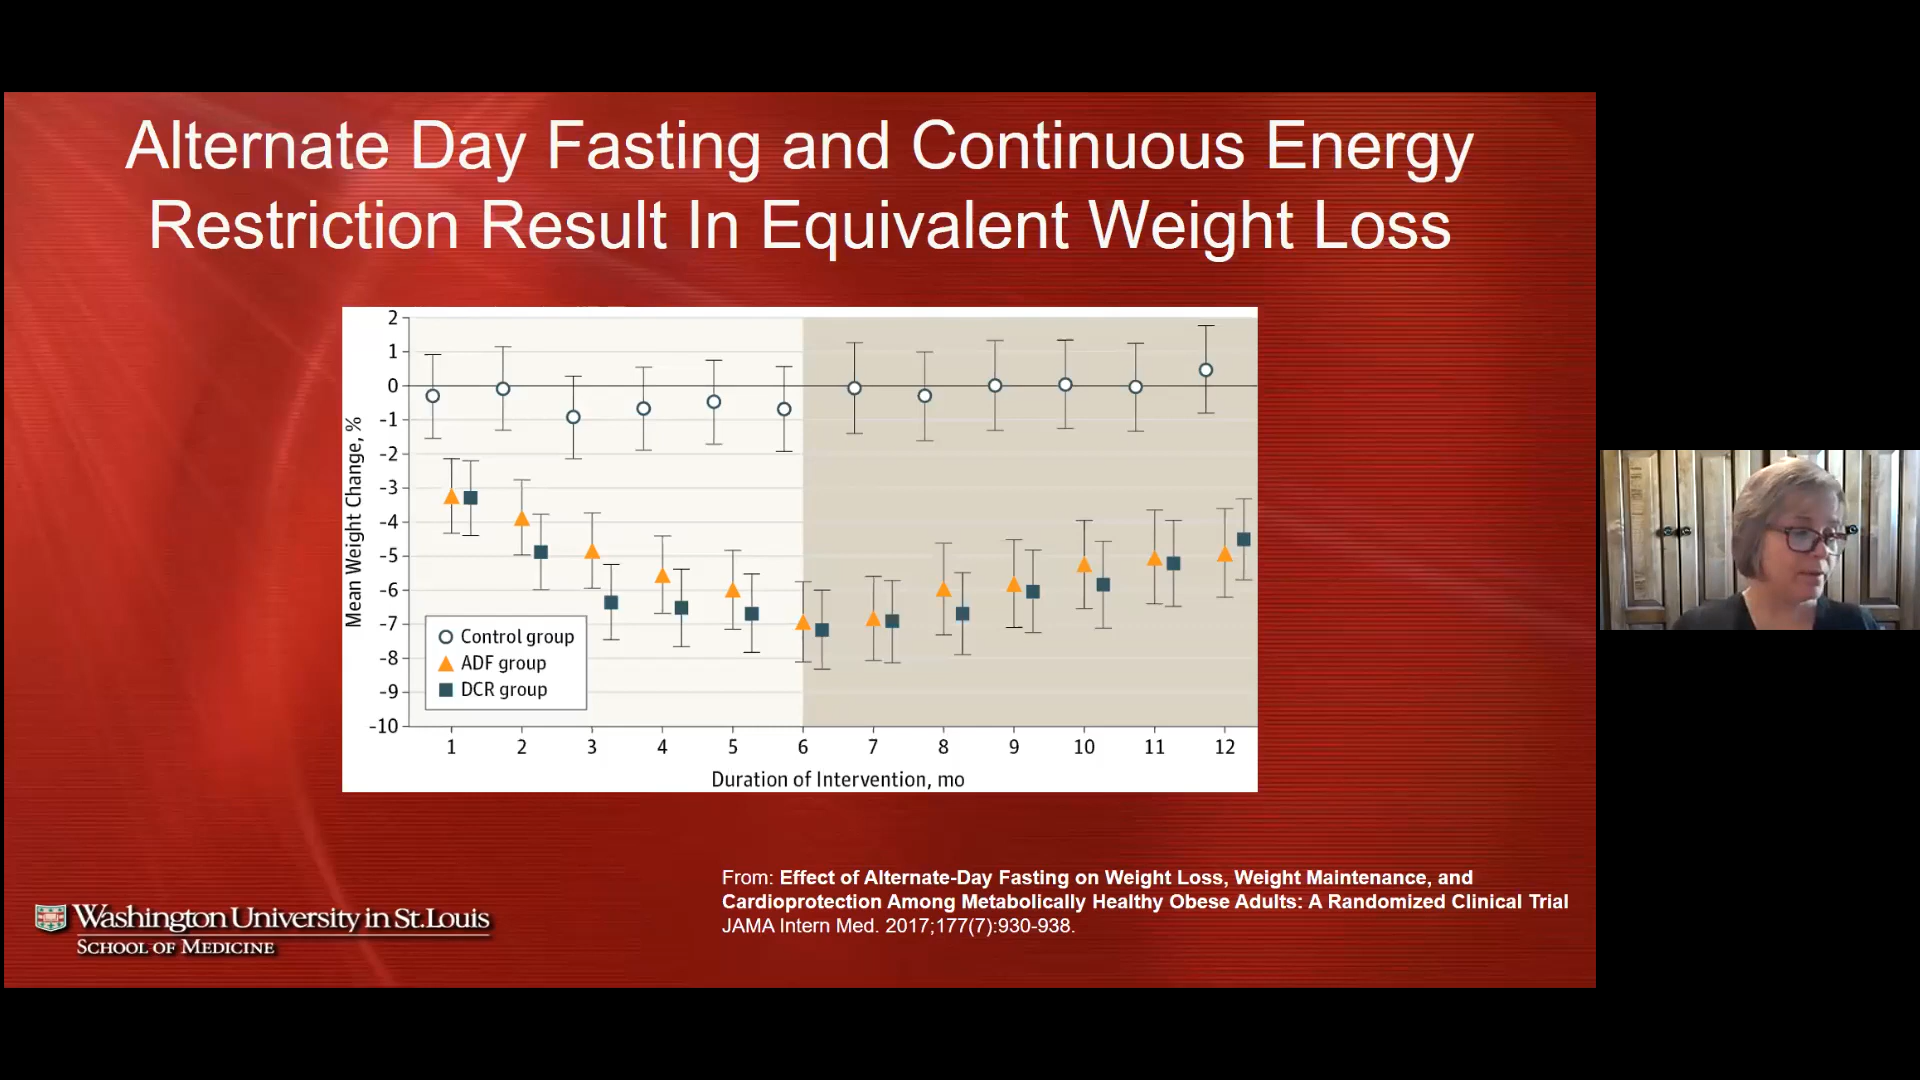 Alternate Day Fasting and Continuous Energy
Restriction Result In Equivalent Weight Loss
Mean Weight Change, %
2
1
0
-1
-2
-3
-4
-5
-6
-7
-8
-9
-10
Control group
ADF group
DCR group
1 2 3 4 5 6 7 8 9 10 11 12
Duration of Intervention, mo
From: Effect of Alternate-Day Fasting on Weight Loss, Weight Maintenance, and
Cardioprotection Among Metabolically Healthy Obese Adults: A Randomized Clinical Trial
JAMA Intern Med. 2017;177(7):930-938.
Washington University in St. Louis
SCHOOL OF MEDICINE